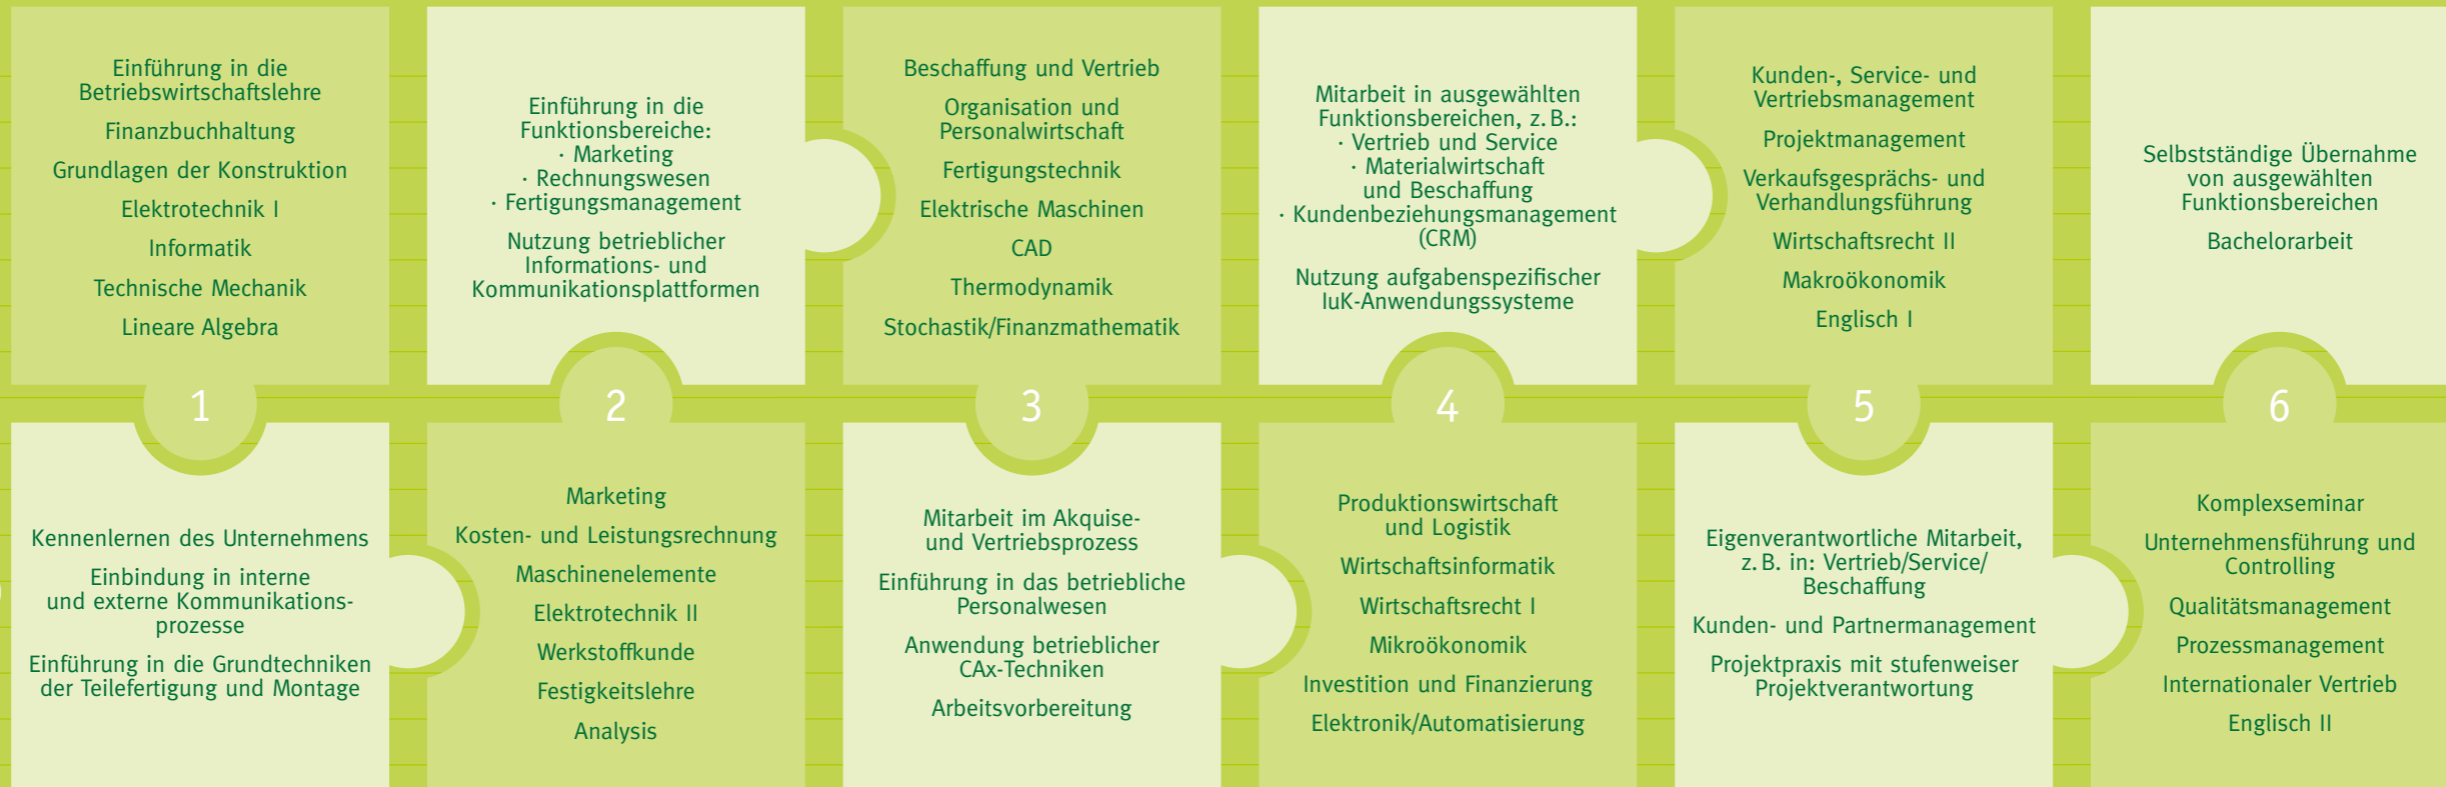 Einführung in die
Betriebswirtschaftslehre
Finanzbuchhaltung
Grundlagen der Konstruktion
Elektrotechnik I
Informatik
Technische Mechanik
Lineare Algebra
1
Kennenlernen des Unternehmens
Einbindung in interne
und externe Kommunikations-
prozesse
Einführung in die Grundtechniken
der Teilefertigung und Montage
Einführung in die
Funktionsbereiche:
· Marketing
· Rechnungswesen
· Fertigungsmanagement
Nutzung betrieblicher
Informations- und
Kommunikationsplattformen
2
Marketing
Kosten- und Leistungsrechnung
Maschinenelemente
Elektrotechnik II
Werkstoffkunde
Festigkeitslehre
Analysis
Beschaffung und Vertrieb
Organisation und
Personalwirtschaft
Fertigungstechnik
Elektrische Maschinen
CAD
Thermodynamik
Stochastik/Finanzmathematik
3
Mitarbeit im Akquise-
und Vertriebsprozess
Einführung in das betriebliche
Personalwesen
Anwendung betrieblicher
CAx-Techniken
Arbeitsvorbereitung
Mitarbeit in ausgewählten
Funktionsbereichen, z. B.:
· Vertrieb und Service
· Materialwirtschaft
und Beschaffung
· Kundenbeziehungsmanagement
(CRM)
Nutzung aufgabenspezifischer
IuK-Anwendungssysteme
4
Produktionswirtschaft
und Logistik
Wirtschaftsinformatik
Wirtschaftsrecht I
Mikroökonomik
Investition und Finanzierung
Elektronik/Automatisierung
Kunden-, Service- und
Vertriebsmanagement
Projektmanagement
Verkaufsgesprächs- und
Verhandlungsführung
Wirtschaftsrecht II
Makroökonomik
Englisch I
5
Eigenverantwortliche Mitarbeit,
z. B. in: Vertrieb/Service/
Beschaffung
Kunden- und Partnermanagement
Projektpraxis mit stufenweiser
Projektverantwortung
Selbstständige Übernahme
von ausgewählten
Funktionsbereichen
Bachelorarbeit
6
Komplexseminar
Unternehmensführung und
Controlling
Qualitätsmanagement
Prozessmanagement
Internationaler Vertrieb
Englisch II